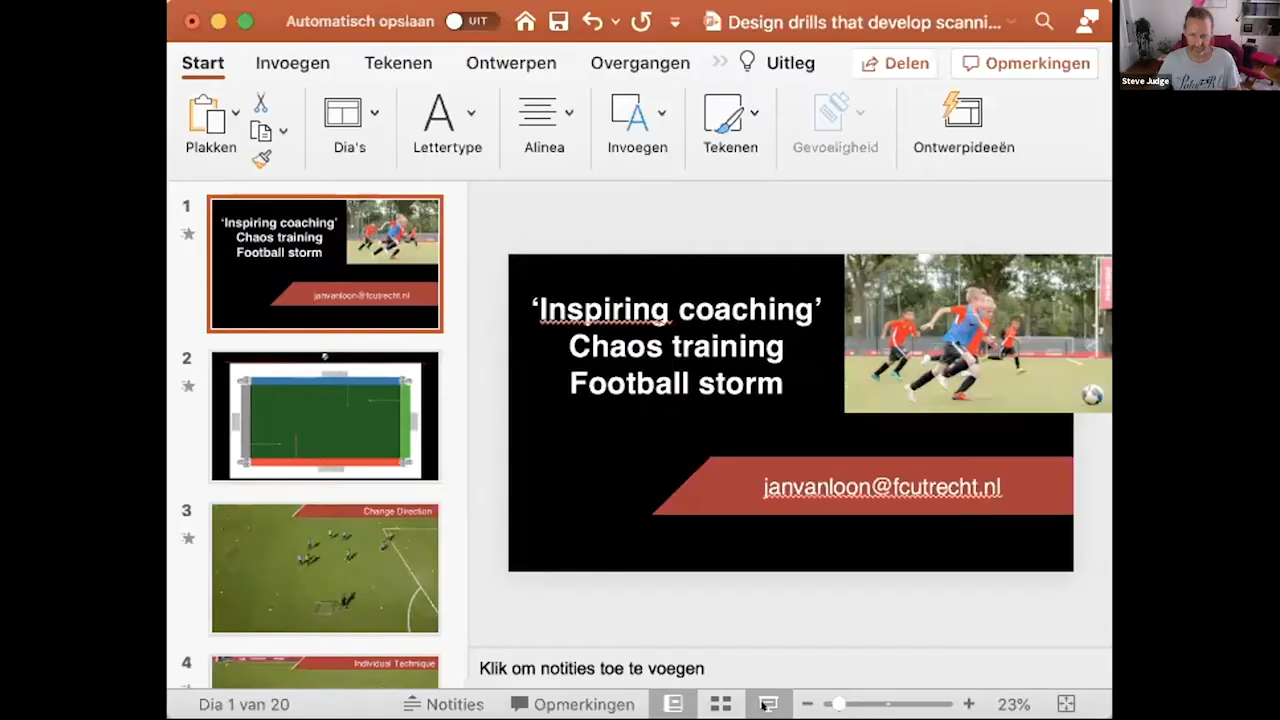 Automatisch opslaan UIT Design drills that develop scanni...
Steve Judge
Start Invoegen Tekenen Ontwerpen Overgangen Uitleg Delen Opmerkingen
Plakken Dia's Lettertype Alinea Invoegen Tekenen Gevoeligheid Ontwerpideeën
1
‘Inspiring coaching’
Chaos training
Football storm
janvanloon@fcutrecht.nl
2
3
Change Direction
4
Individual Technique
‘Inspiring coaching’
Chaos training
Football storm
janvanloon@fcutrecht.nl
Klik om notities toe te voegen
Dia 1 van 20 Notities Opmerkingen 23%